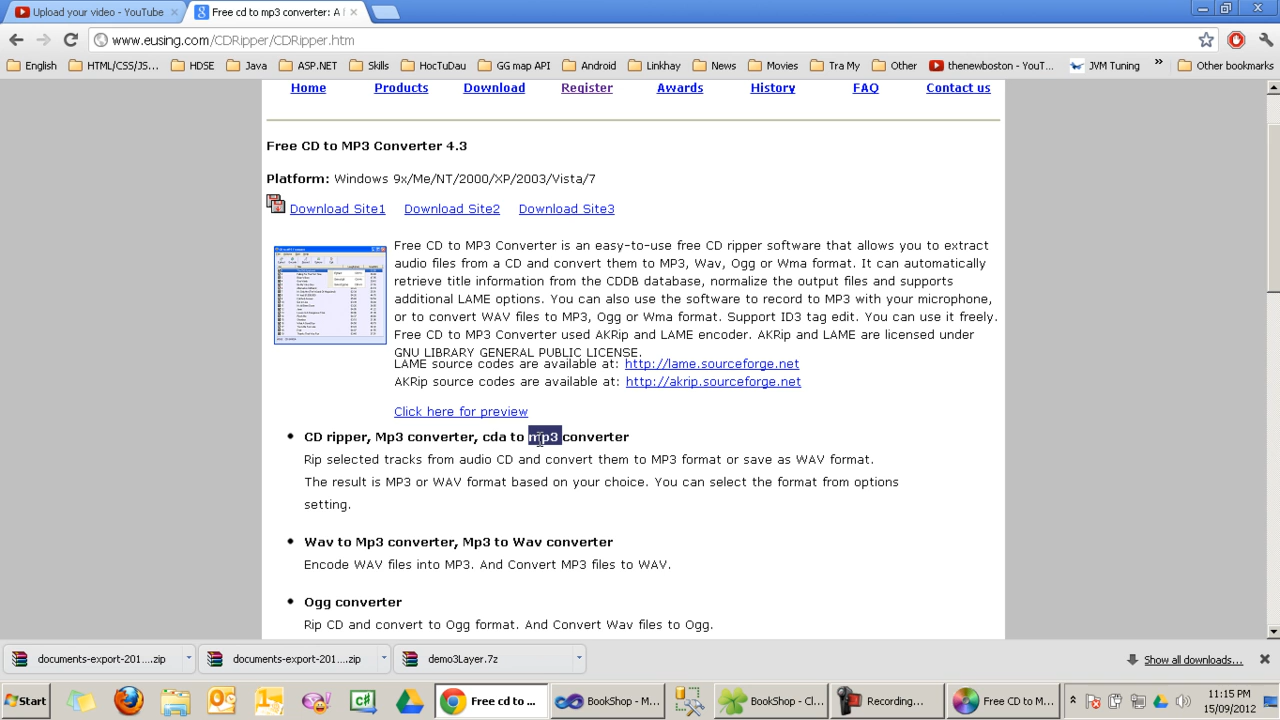 Upload your video - YouTube
Free cd to mp3 converter: A
www.eusing.com/CDRipper/CDRipper.htm
English HTML/CSS/JS... HDSE Java ASP.NET Skills HocTuDau GG map API Android Linkhay News Movies Tra My Other thenewboston - YouT... JVM Tuning » Other bookmarks
Home Products Download Register Awards History FAQ Contact us
Free CD to MP3 Converter 4.3
Platform: Windows 9x/Me/NT/2000/XP/2003/Vista/7
Download Site1 Download Site2 Download Site3
Free CD to MP3 Converter is an easy-to-use free CD ripper software that allows you to extract
audio files from a CD and convert them to MP3, Wav, Ogg or Wma format. It can automatically
retrieve title information from the CDDB database, normalize the output files and supports
additional LAME options. You can also use the software to record to MP3 with your microphone,
or to convert WAV files to MP3, Ogg or Wma format. Support ID3 tag edit. You can use it freely.
Free CD to MP3 Converter used AKRip and LAME encoder. AKRip and LAME are licensed under
GNU LIBRARY GENERAL PUBLIC LICENSE.
LAME source codes are available at: http://lame.sourceforge.net
AKRip source codes are available at: http://akrip.sourceforge.net
Click here for preview
CD ripper, Mp3 converter, cda to mp3 converter
Rip selected tracks from audio CD and convert them to MP3 format or save as WAV format.
The result is MP3 or WAV format based on your choice. You can select the format from options
setting.
Wav to Mp3 converter, Mp3 to Wav converter
Encode WAV files into MP3. And Convert MP3 files to WAV.
Ogg converter
Rip CD and convert to Ogg format. And Convert Wav files to Ogg.
documents-export-201....zip documents-export-201....zip demo3Layer.7z Show all downloads...
Start Free cd to ... BookShop - M... BookShop - Cl... Recording... Free CD to M... 11:15 PM
15/09/2012